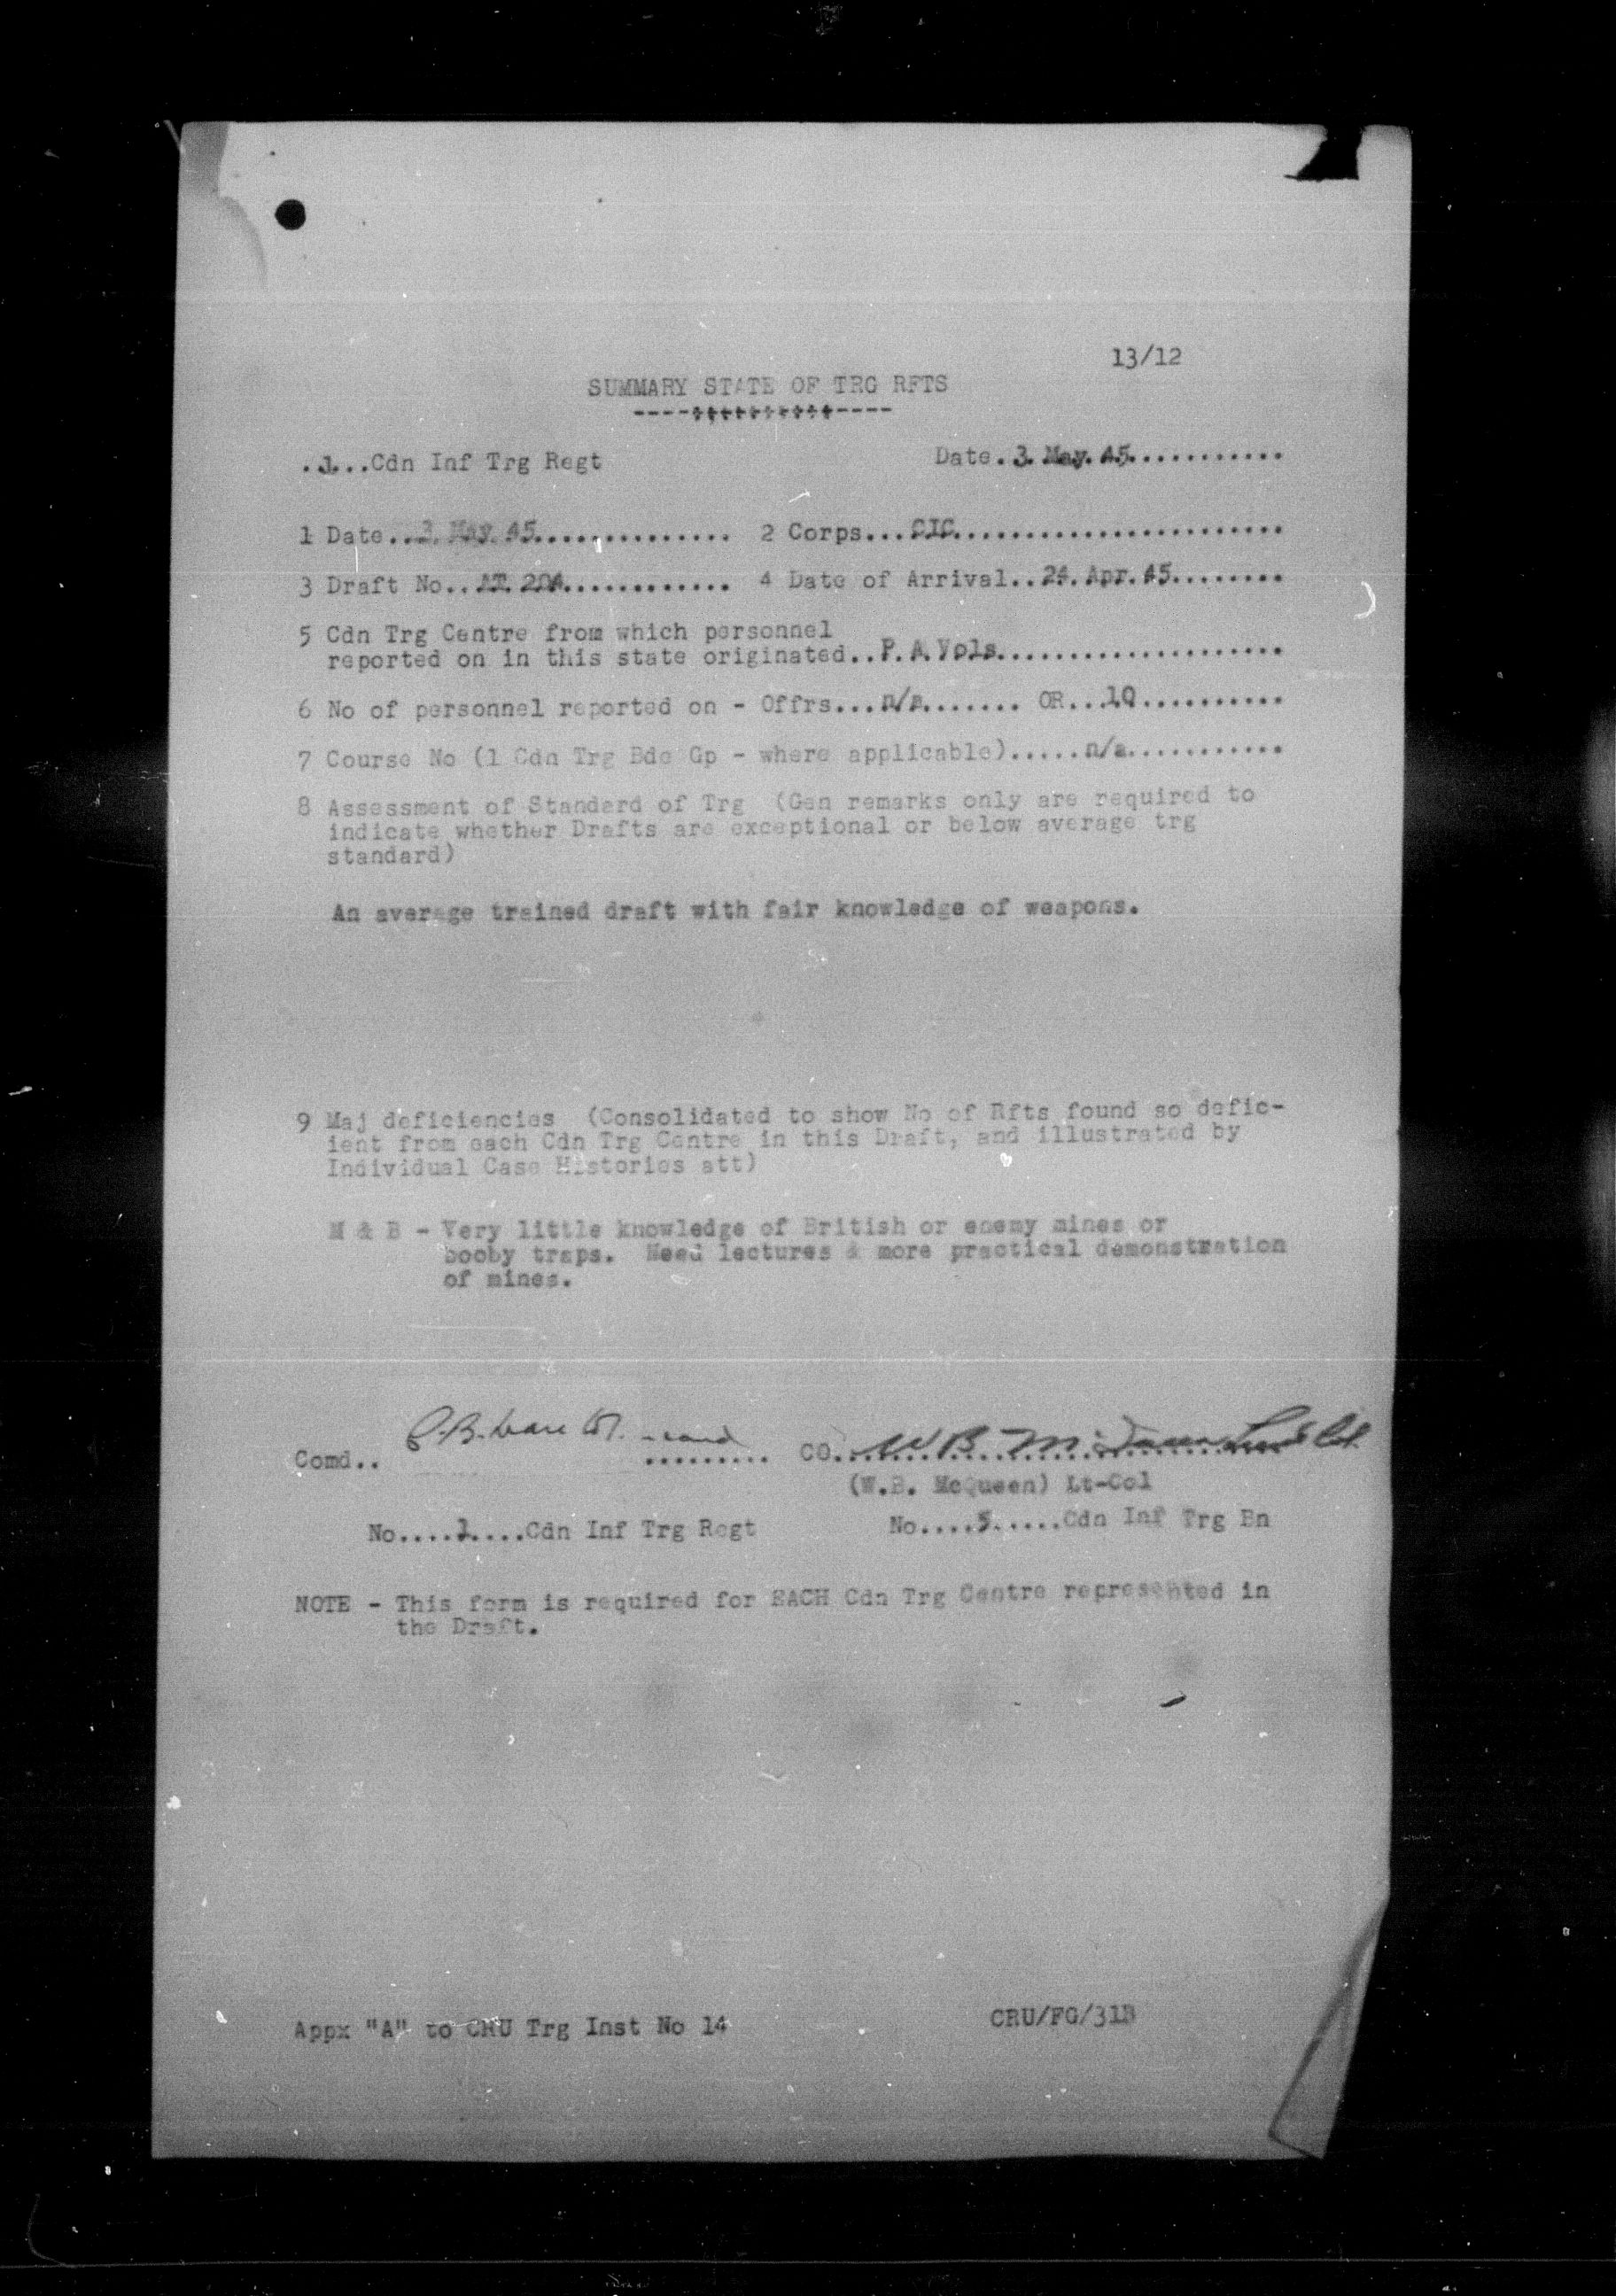 13/12
SUMMARY STATE OF TRG RFTS
.1...Cdn Inf Trg Regt Date.3 May 45............
1 Date...3 May 45............... 2 Corps....CIC........................
3 Draft No...AT 20A............. 4 Date of Arrival..24 Apr 45........
5 Cdn Trg Centre from which personnel
reported on in this state originated..P.A.Vols....................
6 No of personnel reported on - Offrs...n/a....... OR...10..........
7 Course No (1 Cdn Trg Bde Gp - where applicable).....n/a...........
8 Assessment of Standard of Trg (Gen remarks only are required to
indicate whether Drafts are exceptional or below average trg
standard)
An average trained draft with fair knowledge of weapons.
9 Maj deficiencies (Consolidated to show No of Rfts found so defic-
ient from each Cdn Trg Centre in this Draft, and illustrated by
Individual Case Histories att)
M & B - Very little knowledge of British or enemy mines or
booby traps. Need lectures & more practical demonstration
of mines.
Comd.. ......... CO..............................
(W.B. McQueen) Lt-Col
No....1....Cdn Inf Trg Regt No....5.....Cdn Inf Trg Bn
NOTE - This form is required for EACH Cdn Trg Centre represented in
the Draft.
Appx "A" to CRU Trg Inst No 14 CRU/FG/31B